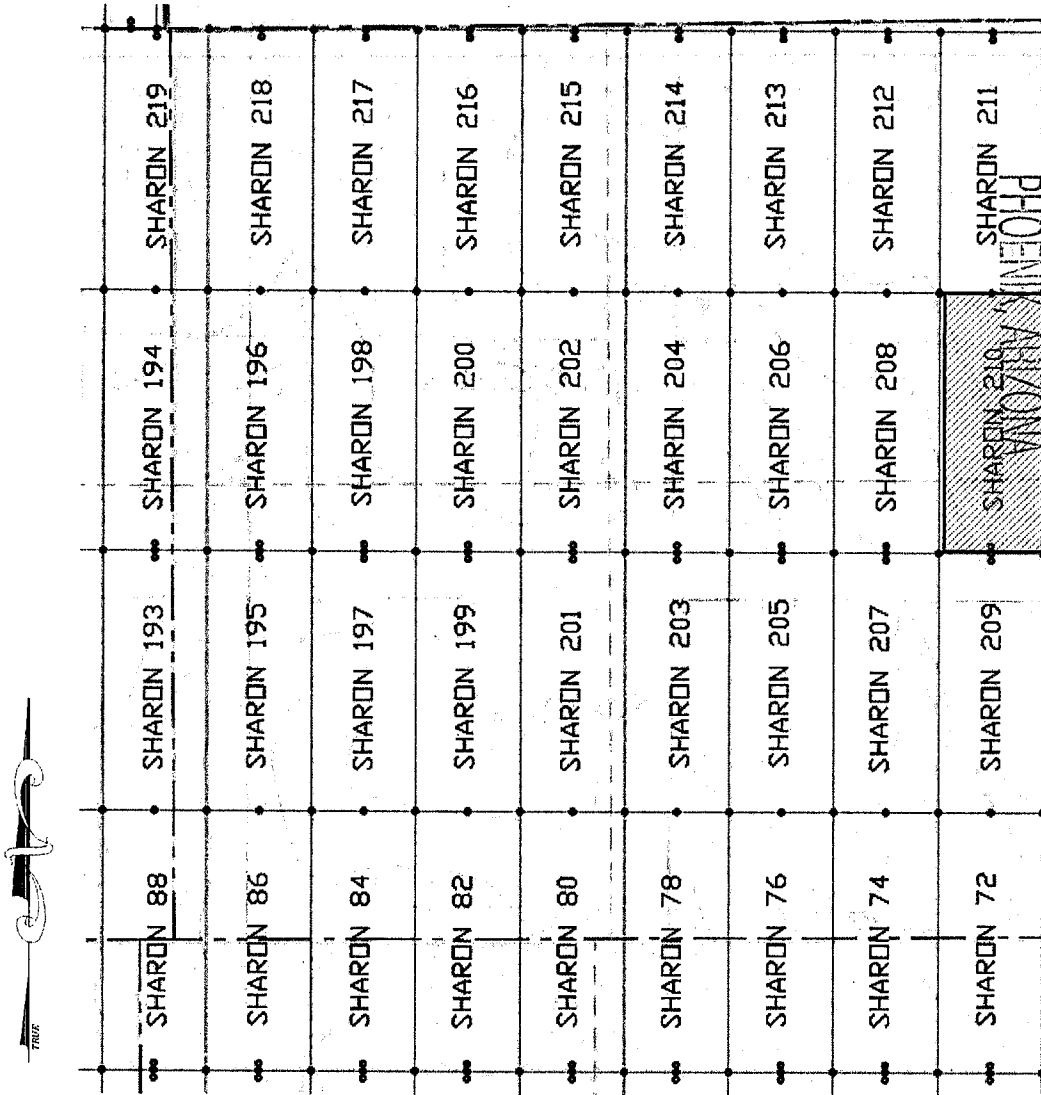 SHARON 219
SHARON 218
SHARON 217
SHARON 216
SHARON 215
SHARON 214
SHARON 213
SHARON 212
SHARON 211
PHOENIX, ARIZONA
SHARON 194
SHARON 196
SHARON 198
SHARON 200
SHARON 202
SHARON 204
SHARON 206
SHARON 208
SHARON 210
SHARON 193
SHARON 195
SHARON 197
SHARON 199
SHARON 201
SHARON 203
SHARON 205
SHARON 207
SHARON 209
SHARON 88
SHARON 86
SHARON 84
SHARON 82
SHARON 80
SHARON 78
SHARON 76
SHARON 74
SHARON 72
TRUE